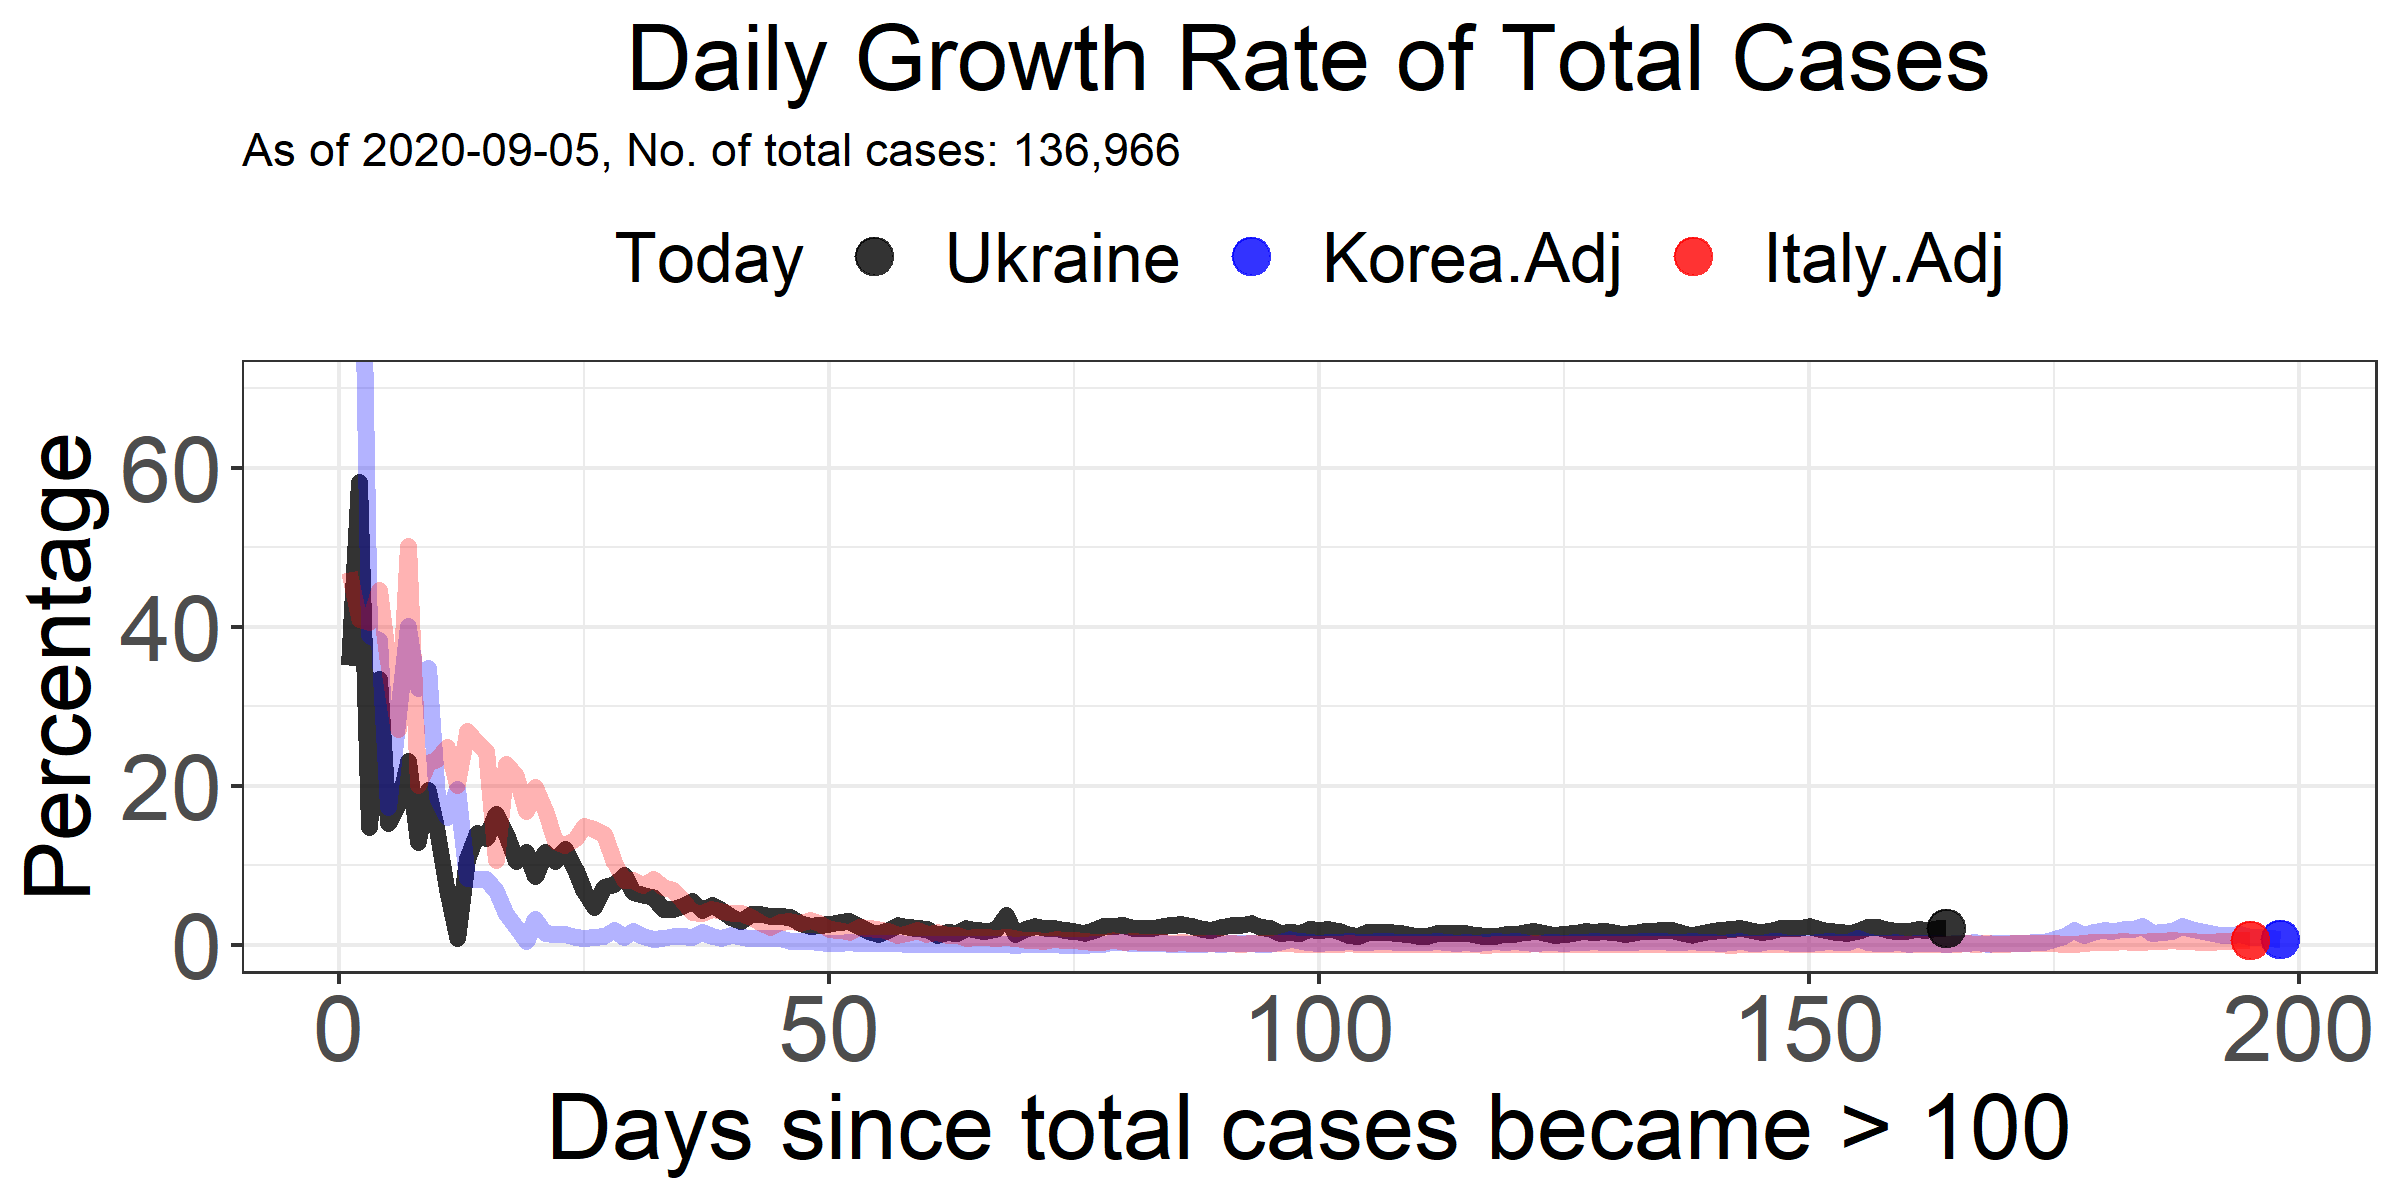 Daily Growth Rate of Total Cases
As of 2020-09-05, No. of total cases: 136,966
Today Ukraine Korea.Adj Italy.Adj
Percentage
60
40
20
0
0 50 100 150 200
Days since total cases became > 100